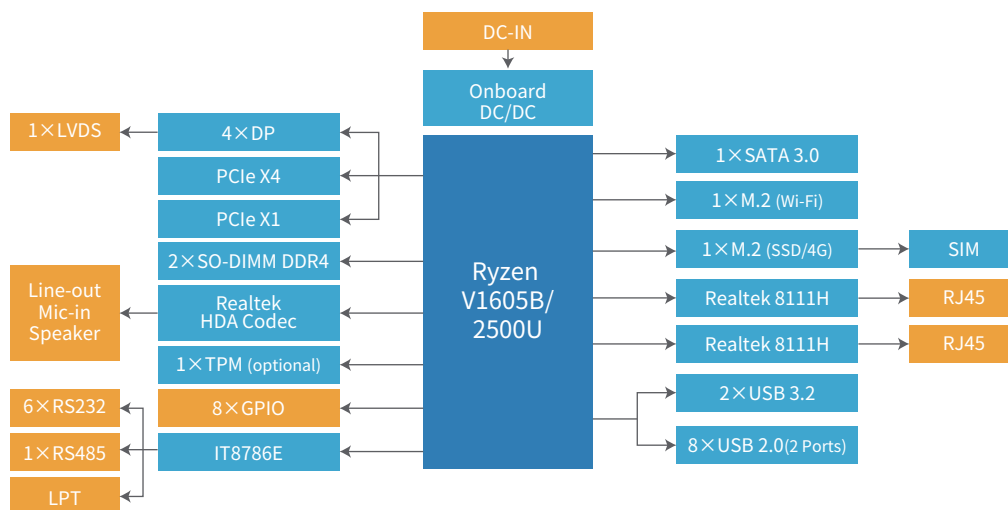 DC-IN
Onboard
DC/DC
1×LVDS
4×DP
PCIe X4
PCIe X1
2×SO-DIMM DDR4
Line-out
Mic-in
Speaker
Realtek
HDA Codec
1×TPM (optional)
6×RS232
8×GPIO
1×RS485
IT8786E
LPT
Ryzen
V1605B/
2500U
1×SATA 3.0
1×M.2 (Wi-Fi)
1×M.2 (SSD/4G)
SIM
Realtek 8111H
RJ45
Realtek 8111H
RJ45
2×USB 3.2
8×USB 2.0(2 Ports)